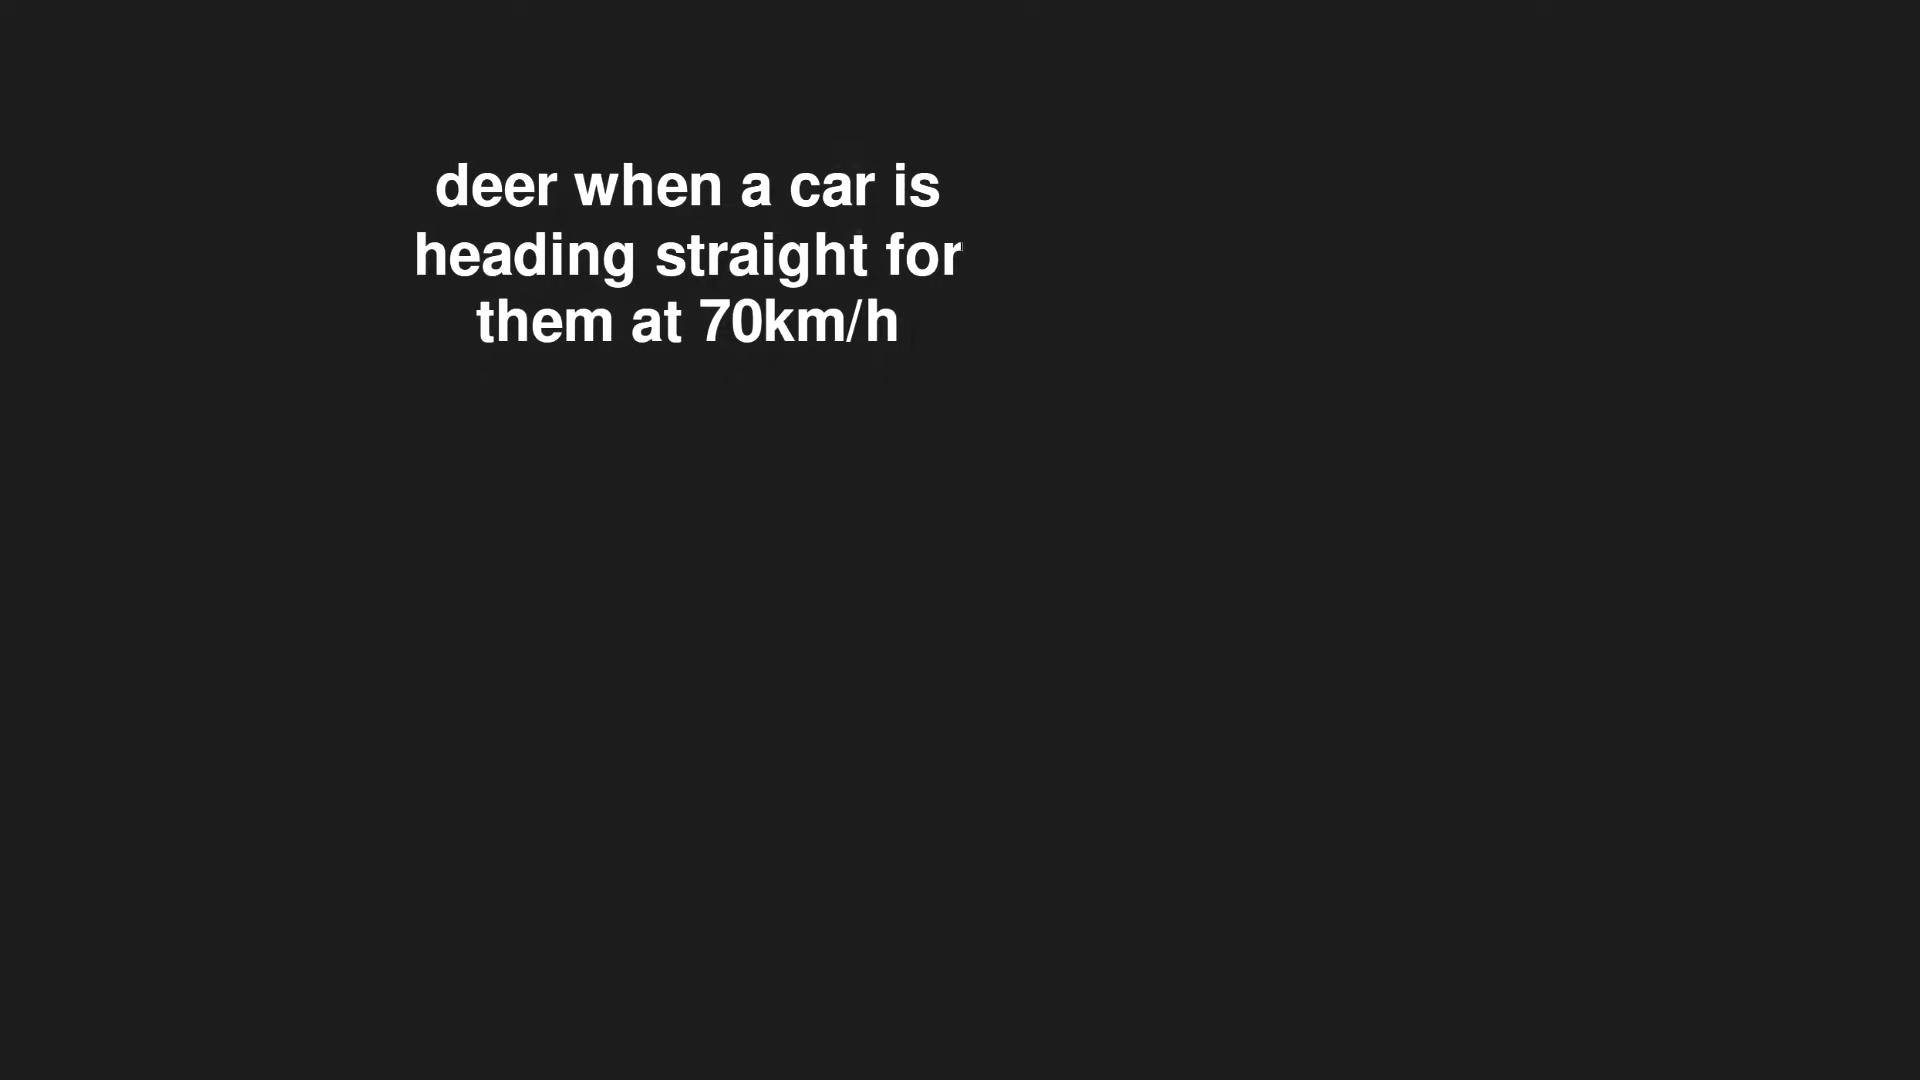 deer when a car is
heading straight for
them at 70km/h